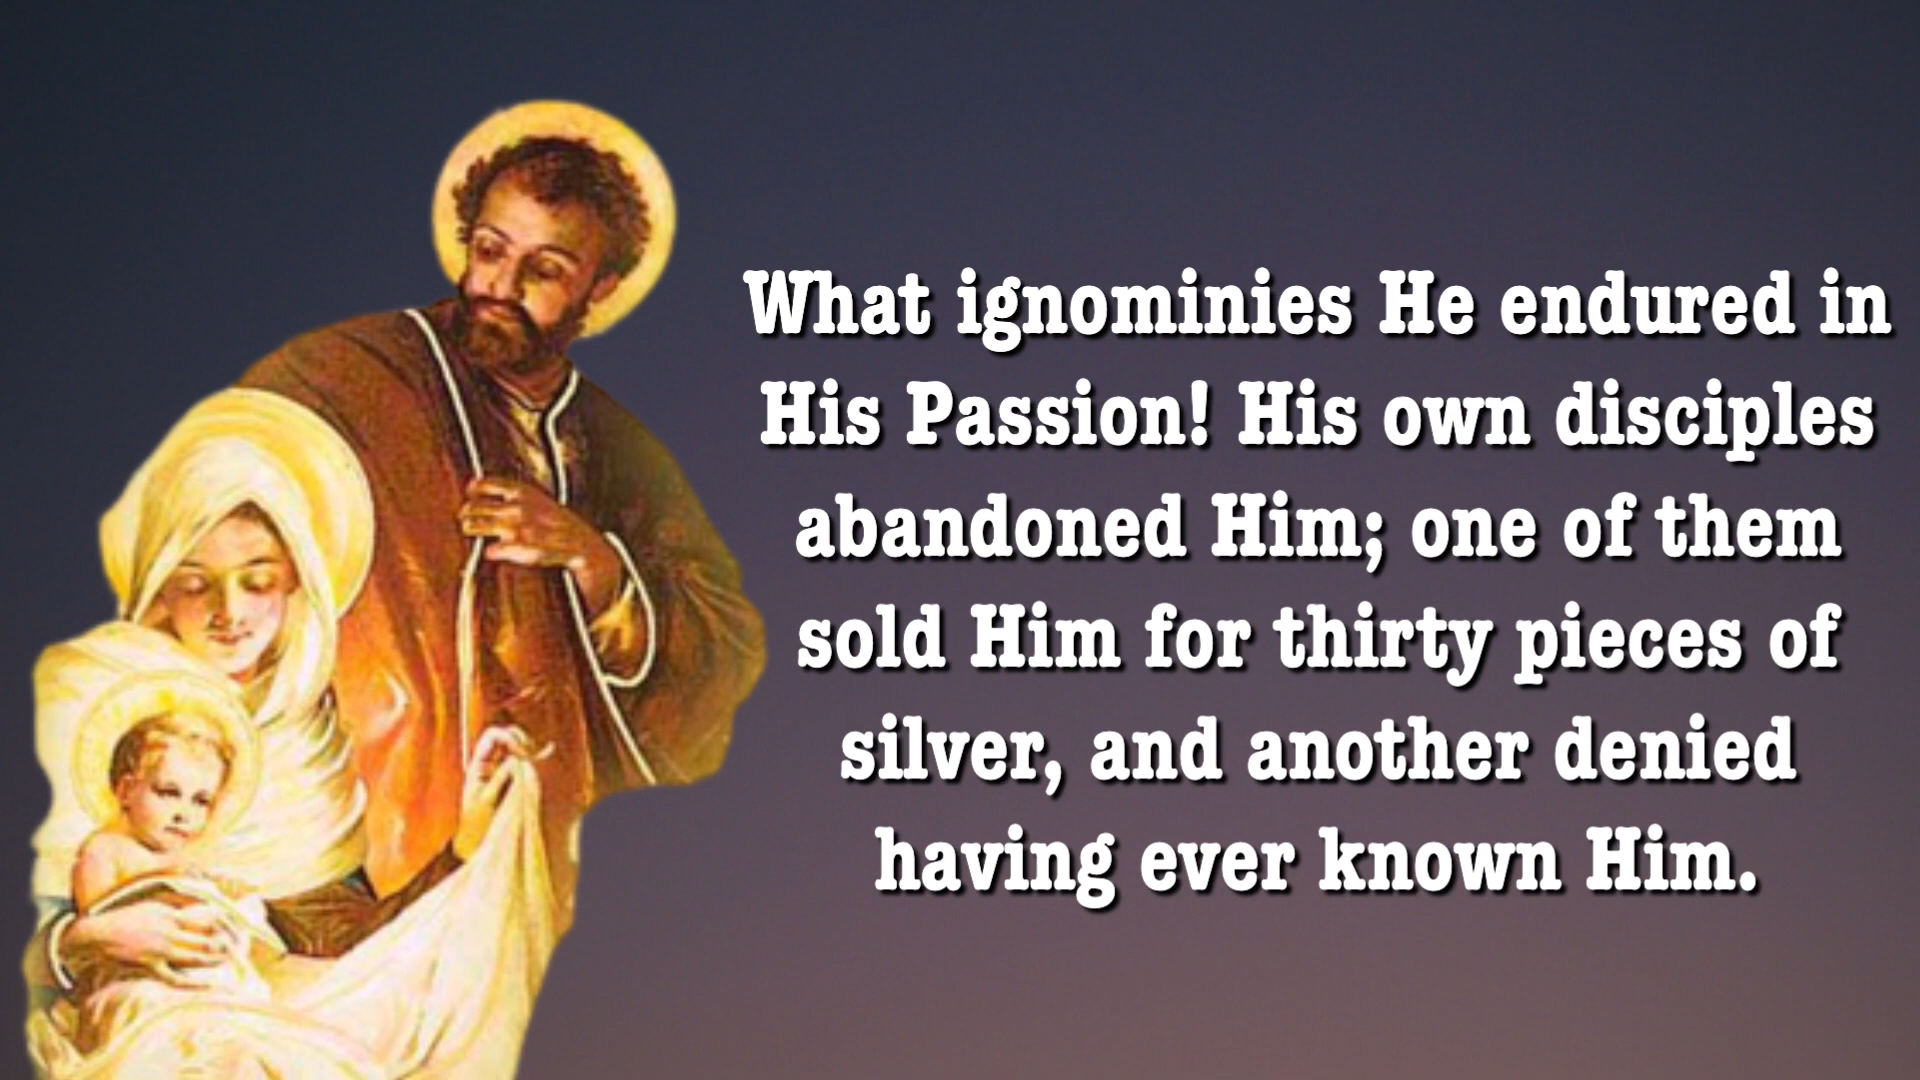 What ignominies He endured in
His Passion! His own disciples
abandoned Him; one of them
sold Him for thirty pieces of
silver, and another denied
having ever known Him.